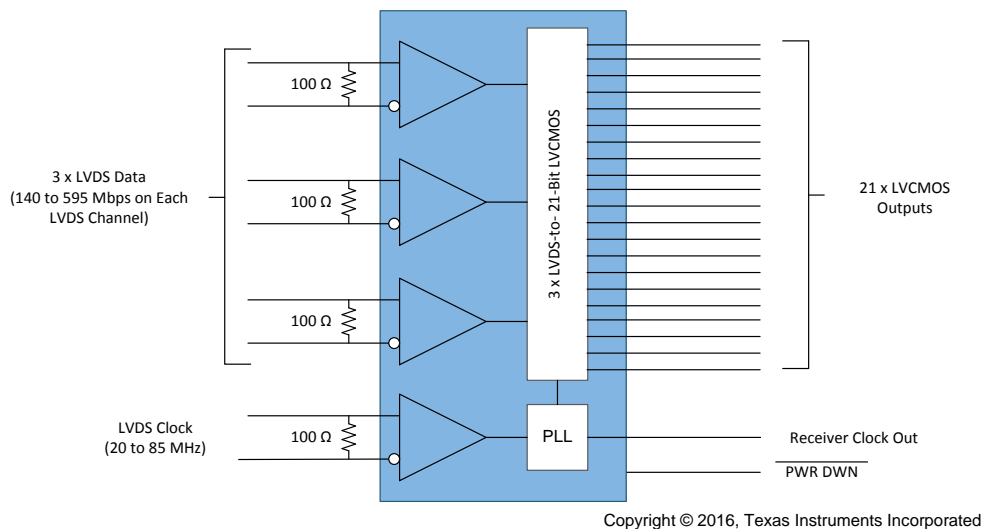 100 Ω
3 x LVDS Data
(140 to 595 Mbps on Each
LVDS Channel)
100 Ω
100 Ω
3 x LVDS-to- 21-Bit LVCMOS
21 x LVCMOS
Outputs
LVDS Clock
(20 to 85 MHz)
100 Ω
PLL
Receiver Clock Out
PWR DWN
Copyright © 2016, Texas Instruments Incorporated